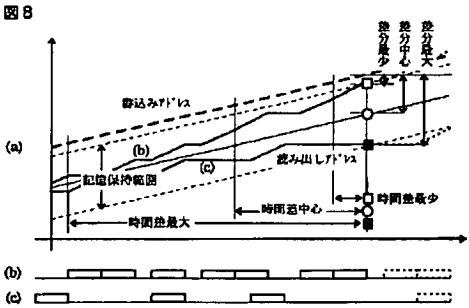 図8
差分最少
差分中心
差分最大
書込みアドレス
(b)
(a)
(c)
読み出しアドレス
記憶保持範囲
時間差最少
時間差中心
時間差最大
(b)
(c)